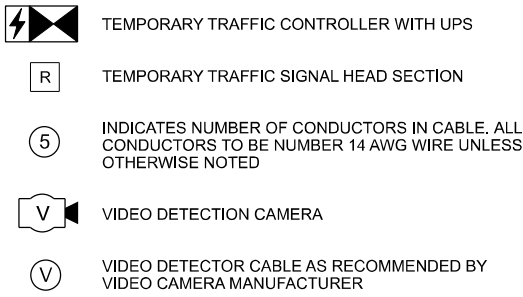 TEMPORARY TRAFFIC CONTROLLER WITH UPS
R TEMPORARY TRAFFIC SIGNAL HEAD SECTION
INDICATES NUMBER OF CONDUCTORS IN CABLE. ALL
5 CONDUCTORS TO BE NUMBER 14 AWG WIRE UNLESS
OTHERWISE NOTED
V VIDEO DETECTION CAMERA
V VIDEO DETECTOR CABLE AS RECOMMENDED BY
VIDEO CAMERA MANUFACTURER